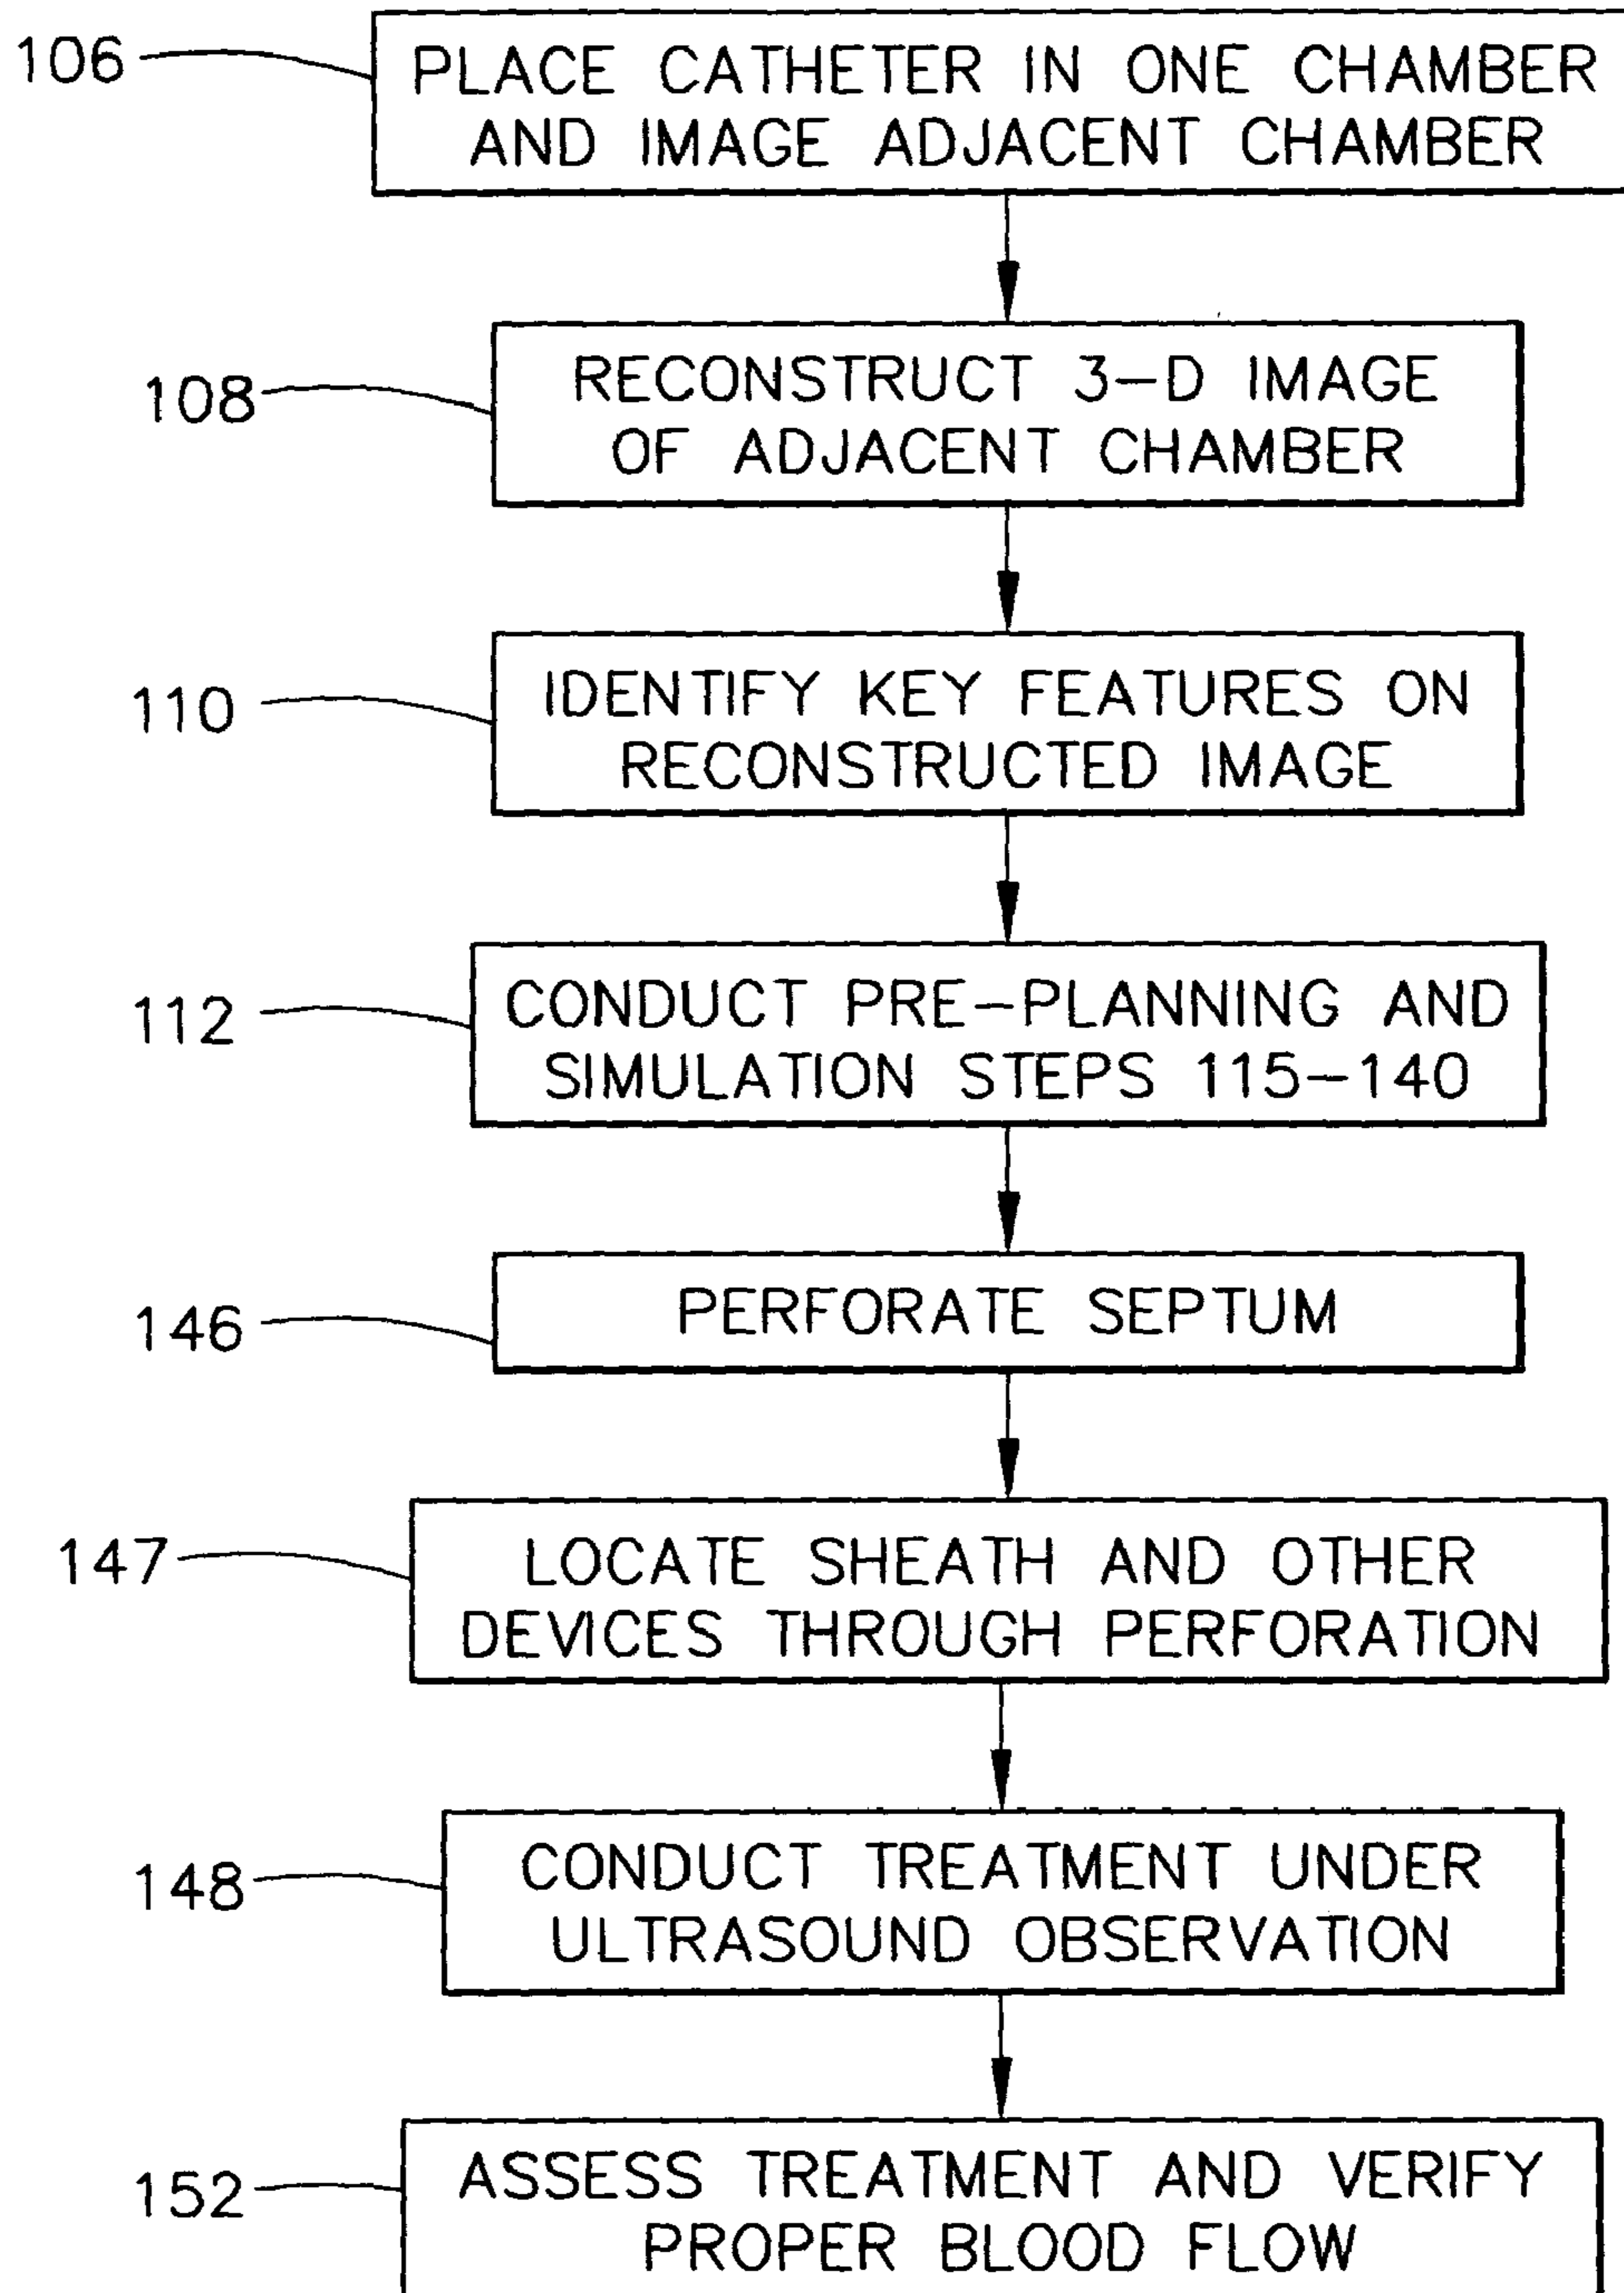 106
PLACE CATHETER IN ONE CHAMBER
AND IMAGE ADJACENT CHAMBER
108
RECONSTRUCT 3-D IMAGE
OF ADJACENT CHAMBER
110
IDENTIFY KEY FEATURES ON
RECONSTRUCTED IMAGE
112
CONDUCT PRE-PLANNING AND
SIMULATION STEPS 115-140
146
PERFORATE SEPTUM
147
LOCATE SHEATH AND OTHER
DEVICES THROUGH PERFORATION
148
CONDUCT TREATMENT UNDER
ULTRASOUND OBSERVATION
152
ASSESS TREATMENT AND VERIFY
PROPER BLOOD FLOW